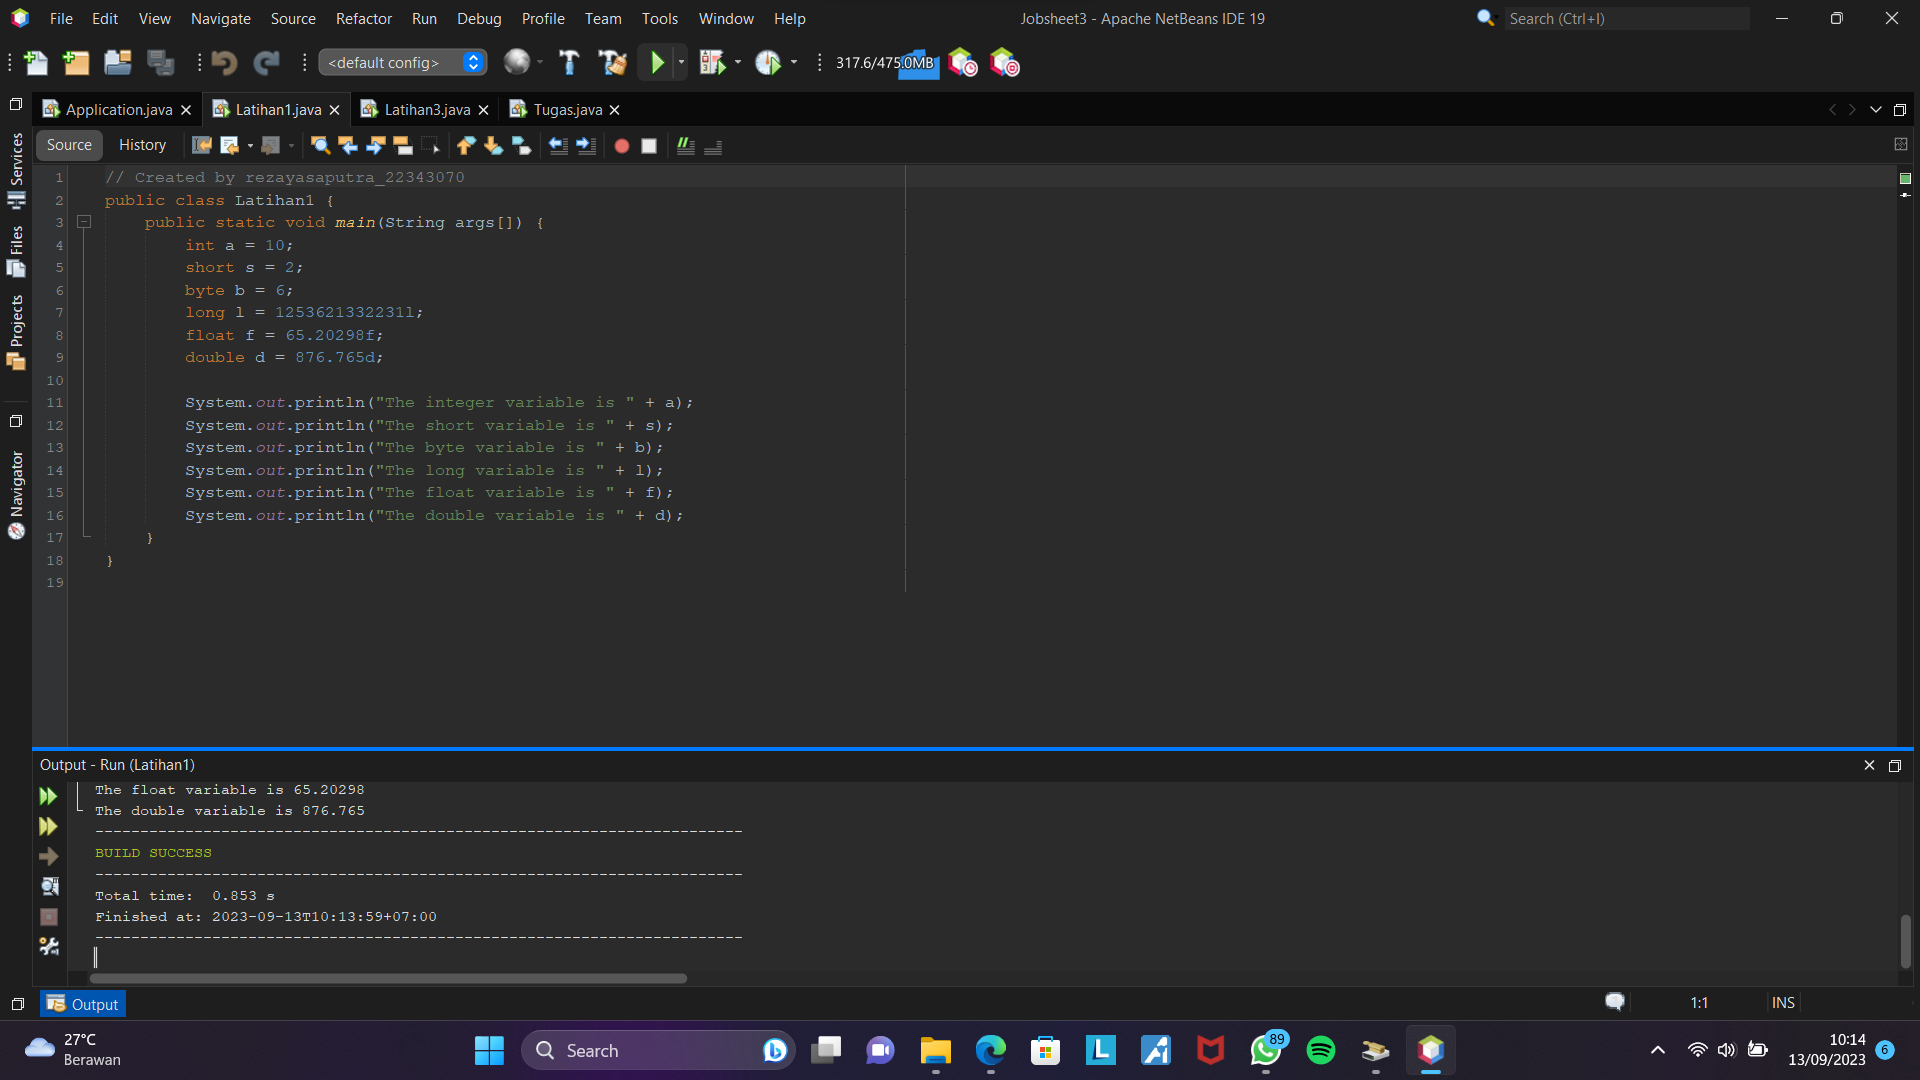 File Edit View Navigate Source Refactor Run Debug Profile Team Tools Window Help Jobsheet3 - Apache NetBeans IDE 19 Search (Ctrl+I)
<default config> 317.6/475.0MB
Application.java Latihan1.java Latihan3.java Tugas.java
Source History
Services
Files
Projects
Navigator
1 // Created by rezayasaputra_22343070
2 public class Latihan1 {
3 public static void main(String args[]) {
4 int a = 10;
5 short s = 2;
6 byte b = 6;
7 long l = 1253621332231l;
8 float f = 65.20298f;
9 double d = 876.765d;
10
11 System.out.println("The integer variable is " + a);
12 System.out.println("The short variable is " + s);
13 System.out.println("The byte variable is " + b);
14 System.out.println("The long variable is " + l);
15 System.out.println("The float variable is " + f);
16 System.out.println("The double variable is " + d);
17 }
18 }
19
Output - Run (Latihan1)
The float variable is 65.20298
The double variable is 876.765
------------------------------------------------------------------------
BUILD SUCCESS
------------------------------------------------------------------------
Total time: 0.853 s
Finished at: 2023-09-13T10:13:59+07:00
------------------------------------------------------------------------
Output 1:1 INS
27°C
Berawan
Search
89
10:14
13/09/2023
6